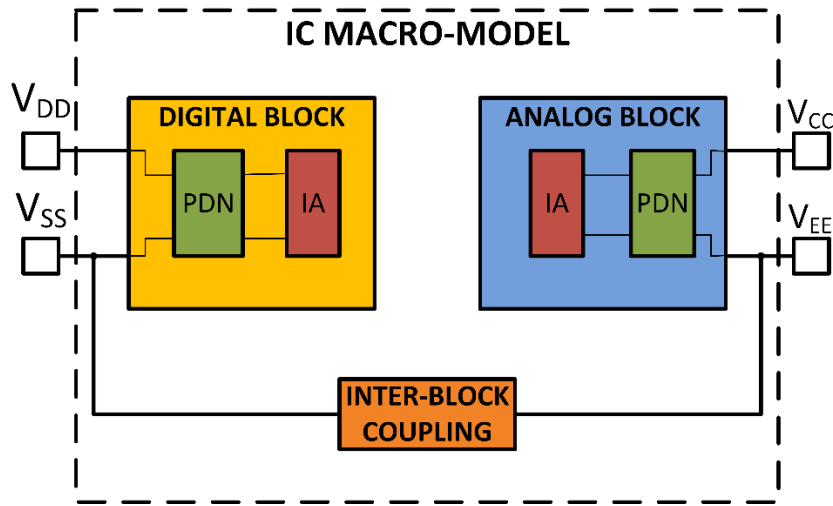 IC MACRO-MODEL
VDD
DIGITAL BLOCK
ANALOG BLOCK
VCC
PDN
IA
IA
PDN
VSS
VEE
INTER-BLOCK
COUPLING